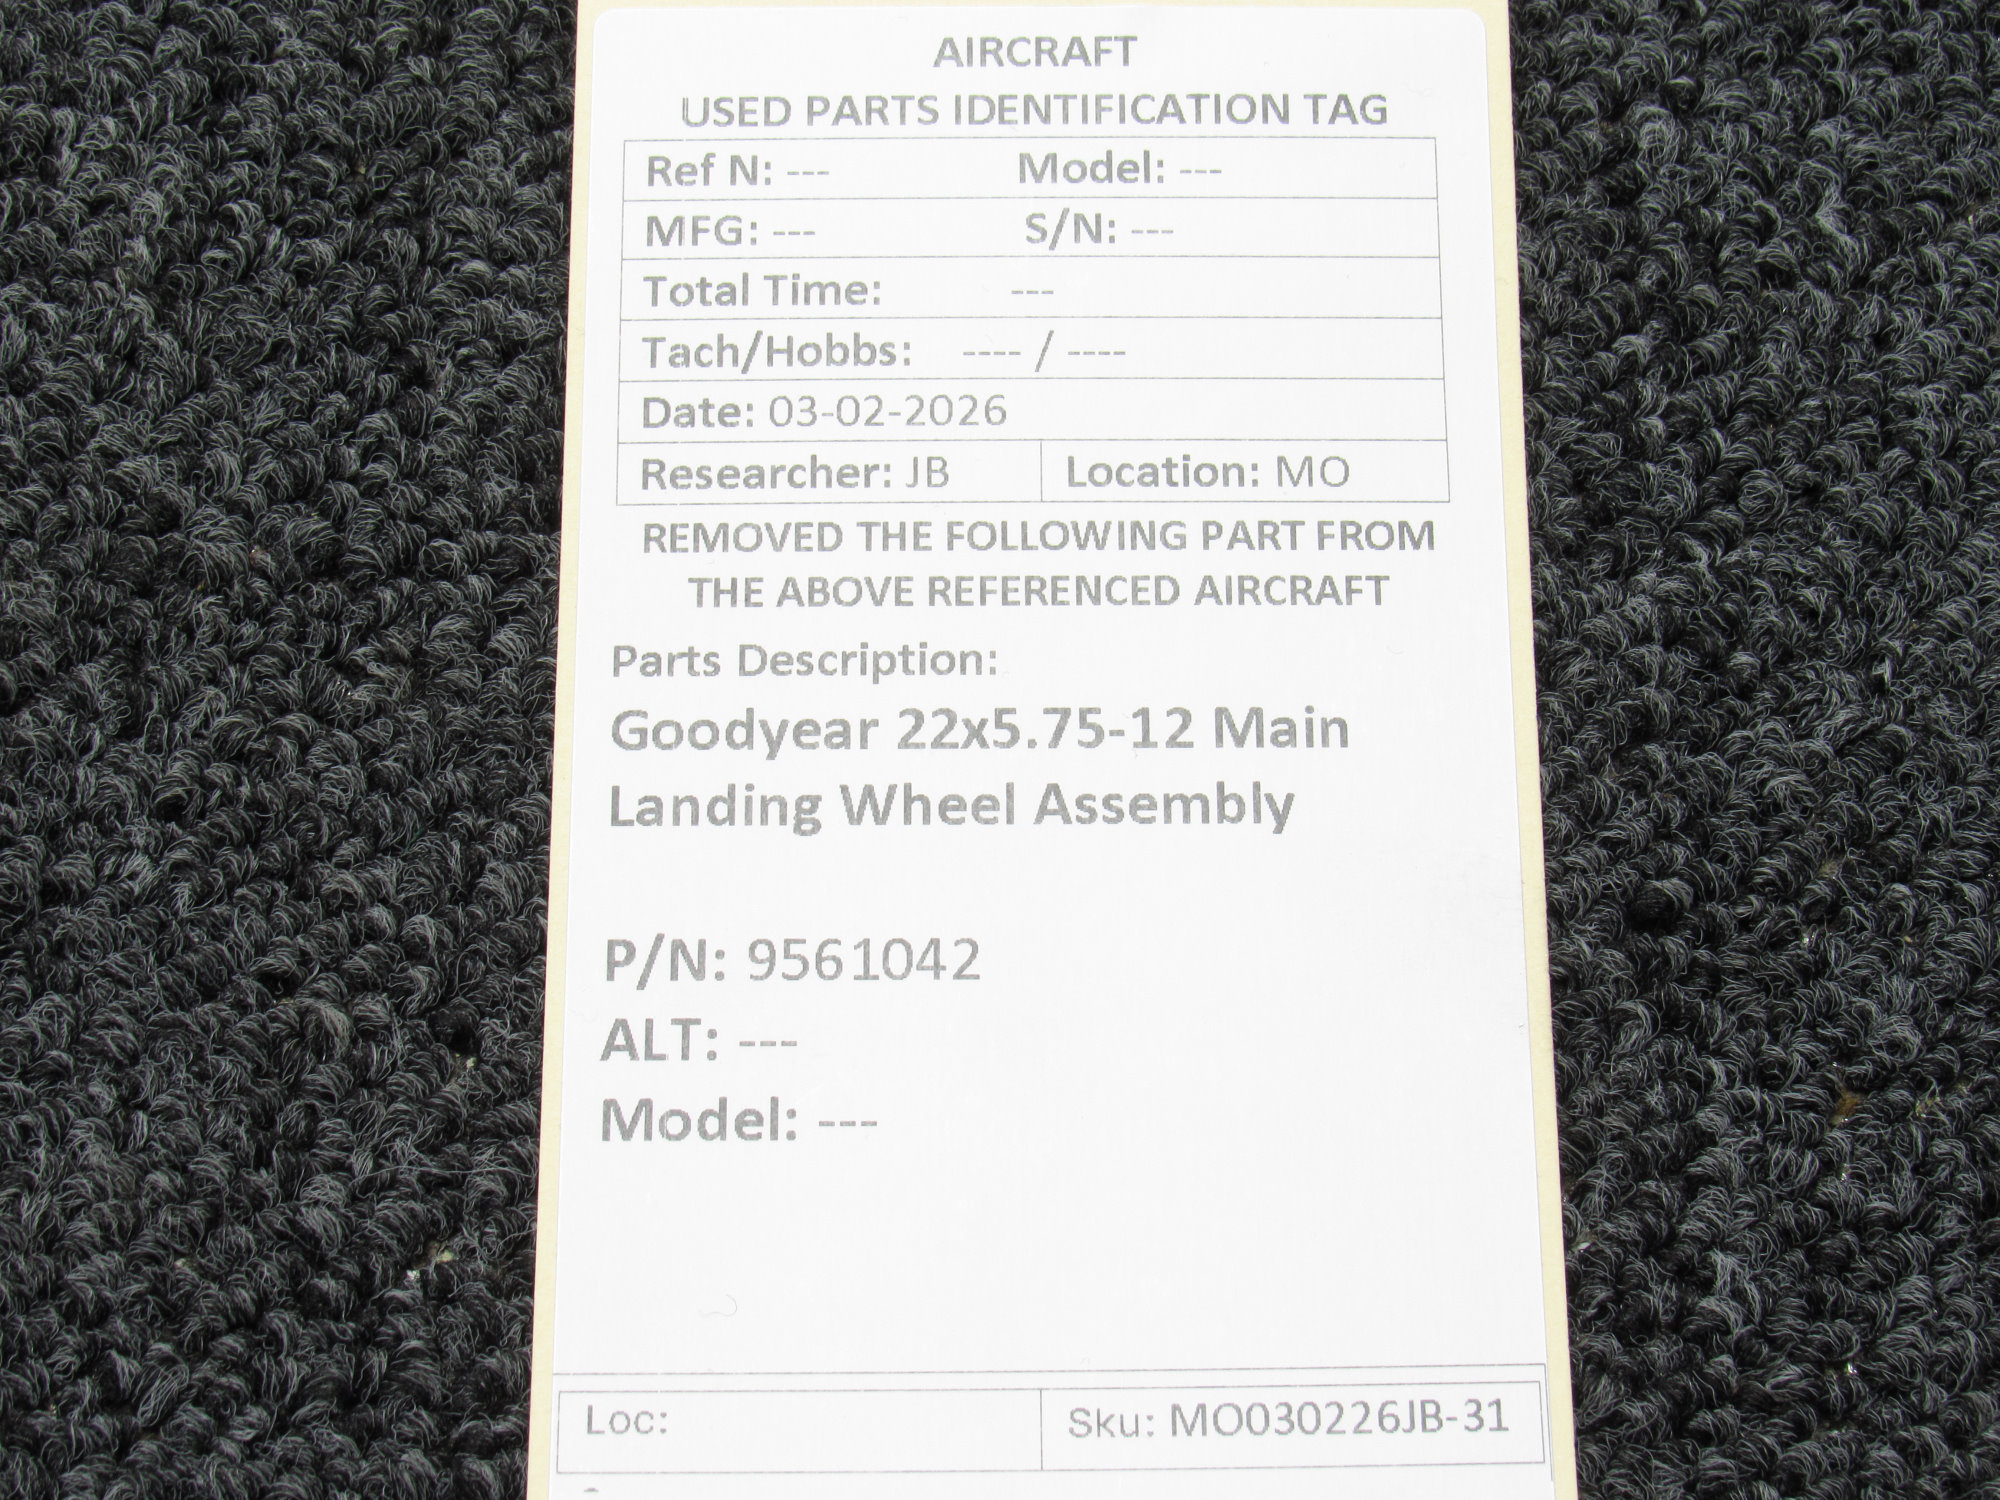 AIRCRAFT
USED PARTS IDENTIFICATION TAG
Ref N: --- Model: ---
MFG: --- S/N: ---
Total Time: ---
Tach/Hobbs: ---- / ----
Date: 03-02-2026
Researcher: JB Location: MO
REMOVED THE FOLLOWING PART FROM
THE ABOVE REFERENCED AIRCRAFT
Parts Description:
Goodyear 22x5.75-12 Main
Landing Wheel Assembly
P/N: 9561042
ALT: ---
Model: ---
Loc: Sku: MO030226JB-31